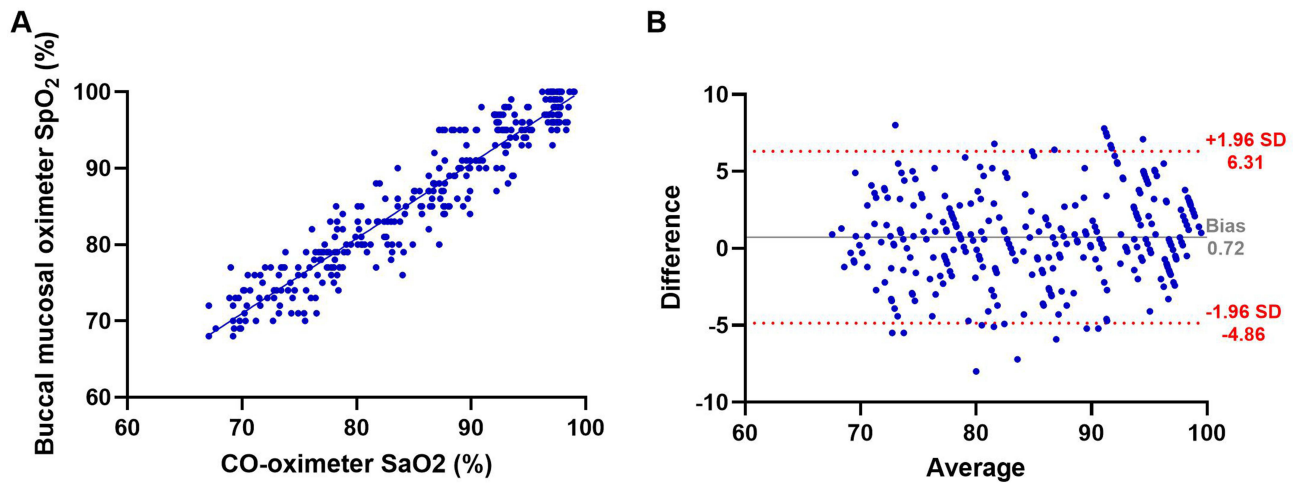 A
Buccal mucosal oximeter SpO₂ (%)
100
90
80
70
60
60 70 80 90 100
CO-oximeter SaO2 (%)
B
Difference
10
5
0
-5
-10
60 70 80 90 100
Average
+1.96 SD
6.31
Bias
0.72
-1.96 SD
-4.86